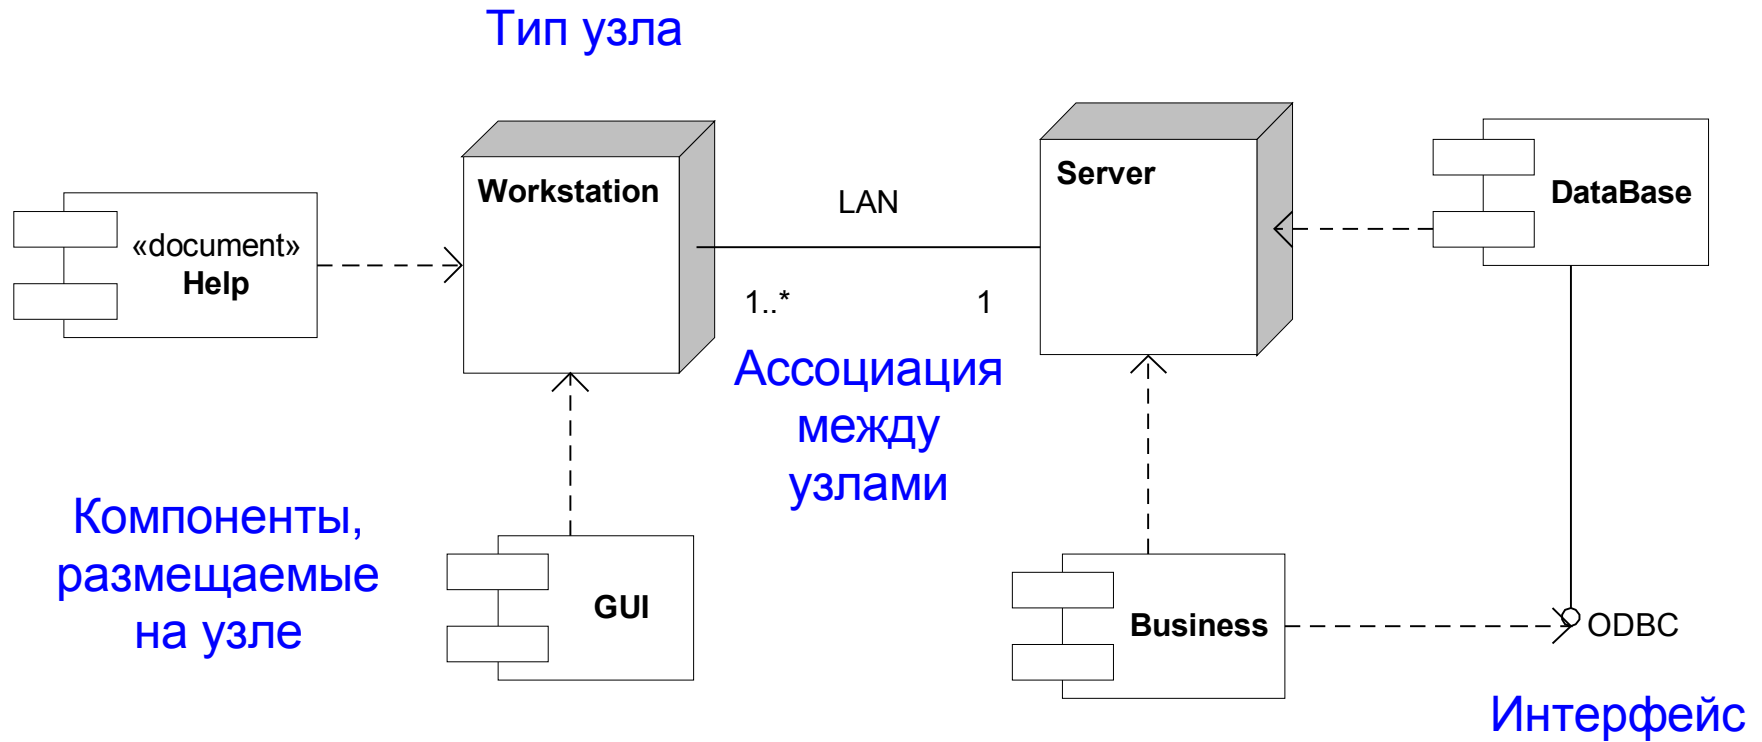 Тип узла
Workstation
Server
LAN
DataBase
«document»
Help
1..*
1
Ассоциация
между
узлами
Компоненты,
размещаемые
на узле
GUI
Business
ODBC
Интерфейс